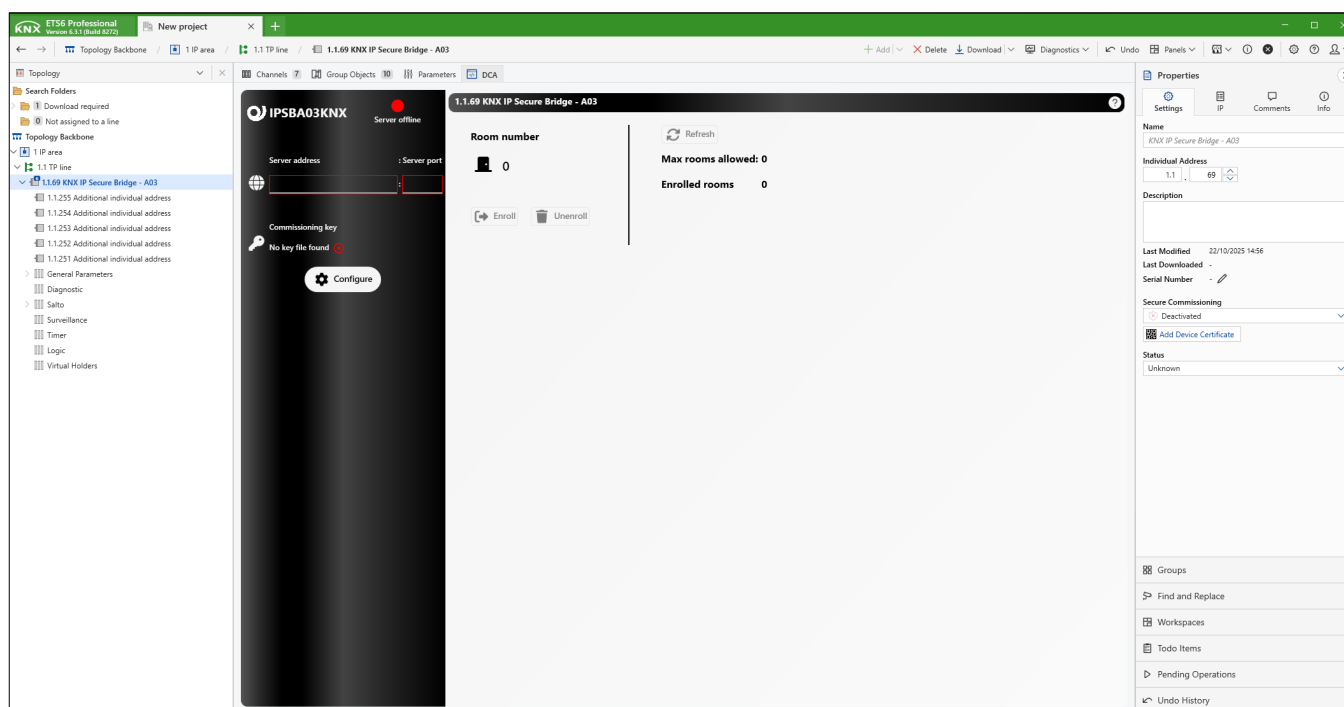 KNX ETS6 Professional
Version 6.3.1 (Build 8272)
New project × +
Topology Backbone / 1 IP area / 1.1 TP line / 1.1.69 KNX IP Secure Bridge - A03
Add Delete Download Diagnostics Undo Panels
Topology
Search Folders
1 Download required
0 Not assigned to a line
Topology Backbone
1 IP area
1.1 TP line
1.1.69 KNX IP Secure Bridge - A03
1.1.255 Additional individual address
1.1.254 Additional individual address
1.1.253 Additional individual address
1.1.252 Additional individual address
1.1.251 Additional individual address
General Parameters
Diagnostic
Salto
Surveillance
Timer
Logic
Virtual Holders
Channels 7 Group Objects 10 Parameters DCA
IPSBA03KNX
Server offline
Server address : Server port
:
Commissioning key
No key file found
Configure
1.1.69 KNX IP Secure Bridge - A03 ?
Room number
0
Enroll Unenroll
Refresh
Max rooms allowed: 0
Enrolled rooms 0
Properties
Settings IP Comments Info
Name
KNX IP Secure Bridge - A03
Individual Address
1.1 . 69
Description
Last Modified 22/10/2025 14:56
Last Downloaded -
Serial Number -
Secure Commissioning
Deactivated
Add Device Certificate
Status
Unknown
Groups
Find and Replace
Workspaces
Todo Items
Pending Operations
Undo History